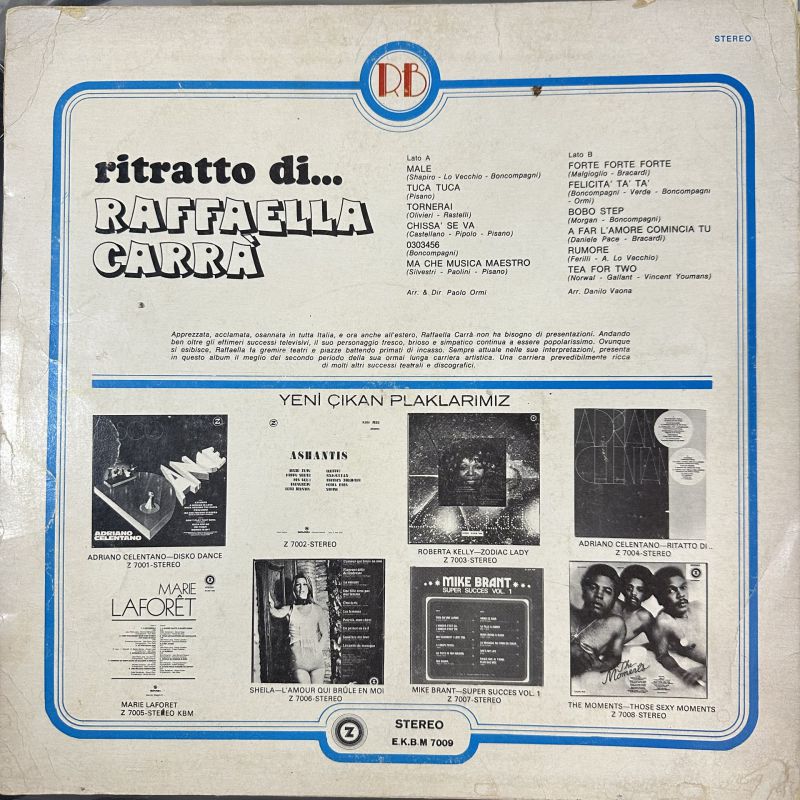 STEREO
RB
ritratto di...
RAFFAELLA
CARRÀ
Lato A
MALE
(Shapiro - Lo Vecchio - Boncompagni)
TUCA TUCA
(Pisano)
TORNERAI
(Olivieri - Rastelli)
CHISSA' SE VA
(Castellano - Pipolo - Pisano)
0303456
(Boncompagni)
MA CHE MUSICA MAESTRO
(Silvestri - Paolini - Pisano)
Arr. & Dir Paolo Ormi
Lato B
FORTE FORTE FORTE
(Malgioglio - Bracardi)
FELICITA' TA' TA'
(Boncompagni - Verde - Boncompagni
- Ormi)
BOBO STEP
(Morgan - Boncompagni)
A FAR L'AMORE COMINCIA TU
(Daniele Pace - Bracardi)
RUMORE
(Ferilli - A. Lo Vecchio)
TEA FOR TWO
(Norwal - Gallant - Vincent Youmans)
Arr. Danilo Vaona
Apprezzata, acclamata, osannata in tutta Italia, e ora anche all'estero, Raffaella Carrà non ha bisogno di presentazioni. Andando
ben oltre gli effimeri successi televisivi, il suo personaggio fresco, brioso e simpatico continua a essere popolarissimo. Ovunque
si esibisce, Raffaella fa gremire teatri e piazze battendo primati di incasso. Sempre attuale nelle sue interpretazioni, presenta
in questo album il meglio del secondo periodo della sua ormai lunga carriera artistica. Una carriera prevedibilmente ricca
di molti altri successi teatrali e discografici.
YENİ ÇIKAN PLAKLARIMIZ
AVE
ADRIANO
CELENTANO
ADRIANO CELENTANO—DISKO DANCE
Z 7001-STEREO
Z
ASHANTIS
Z 7002-STEREO
ROBERTA KELLY—ZODIAC LADY
Z 7003-STEREO
ADRIANO CELENTANO—RITATTO DI..
Z 7004-STEREO
MARIE
LAFORÊT
MARIE LAFORET
Z 7005-STEREO KBM
SHEILA—L'AMOUR QUI BRÛLE EN MOI
Z 7006-STEREO
MIKE BRANT
SUPER SUCCES VOL. 1
MIKE BRANT—SUPER SUCCES VOL. 1
Z 7007-STEREO
The
Moments
THE MOMENTS—THOSE SEXY MOMENTS
Z 7008-STEREO
Z
STEREO
E.K.B.M 7009